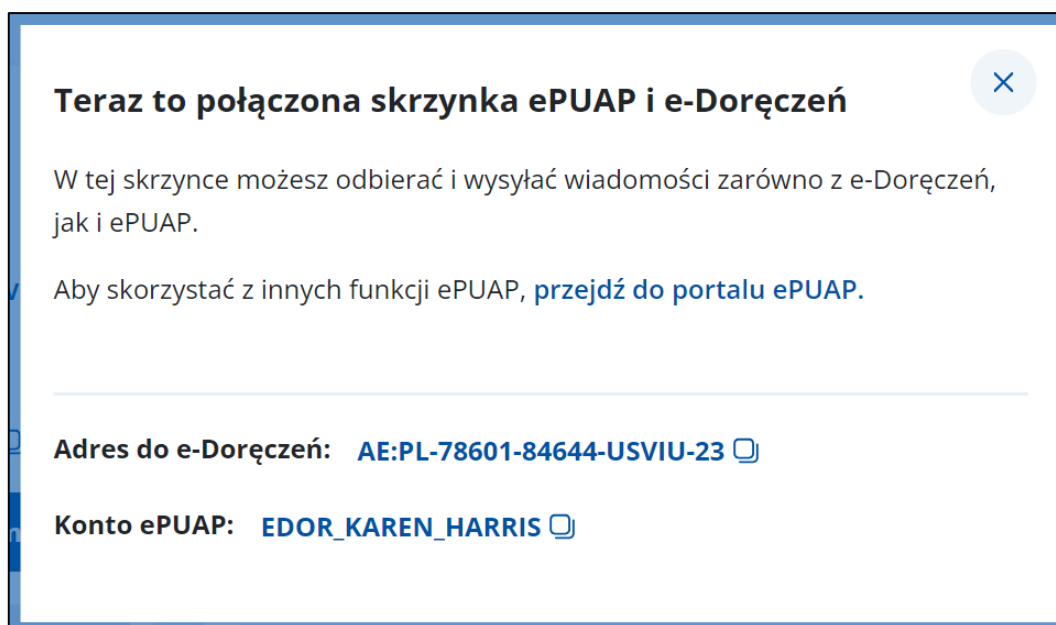 Teraz to połączona skrzynka ePUAP i e-Doręczeń
W tej skrzynce możesz odbierać i wysyłać wiadomości zarówno z e-Doręczeń,
jak i ePUAP.
Aby skorzystać z innych funkcji ePUAP, przejdź do portalu ePUAP.
Adres do e-Doręczeń: AE:PL-78601-84644-USVIU-23
Konto ePUAP: EDOR_KAREN_HARRIS